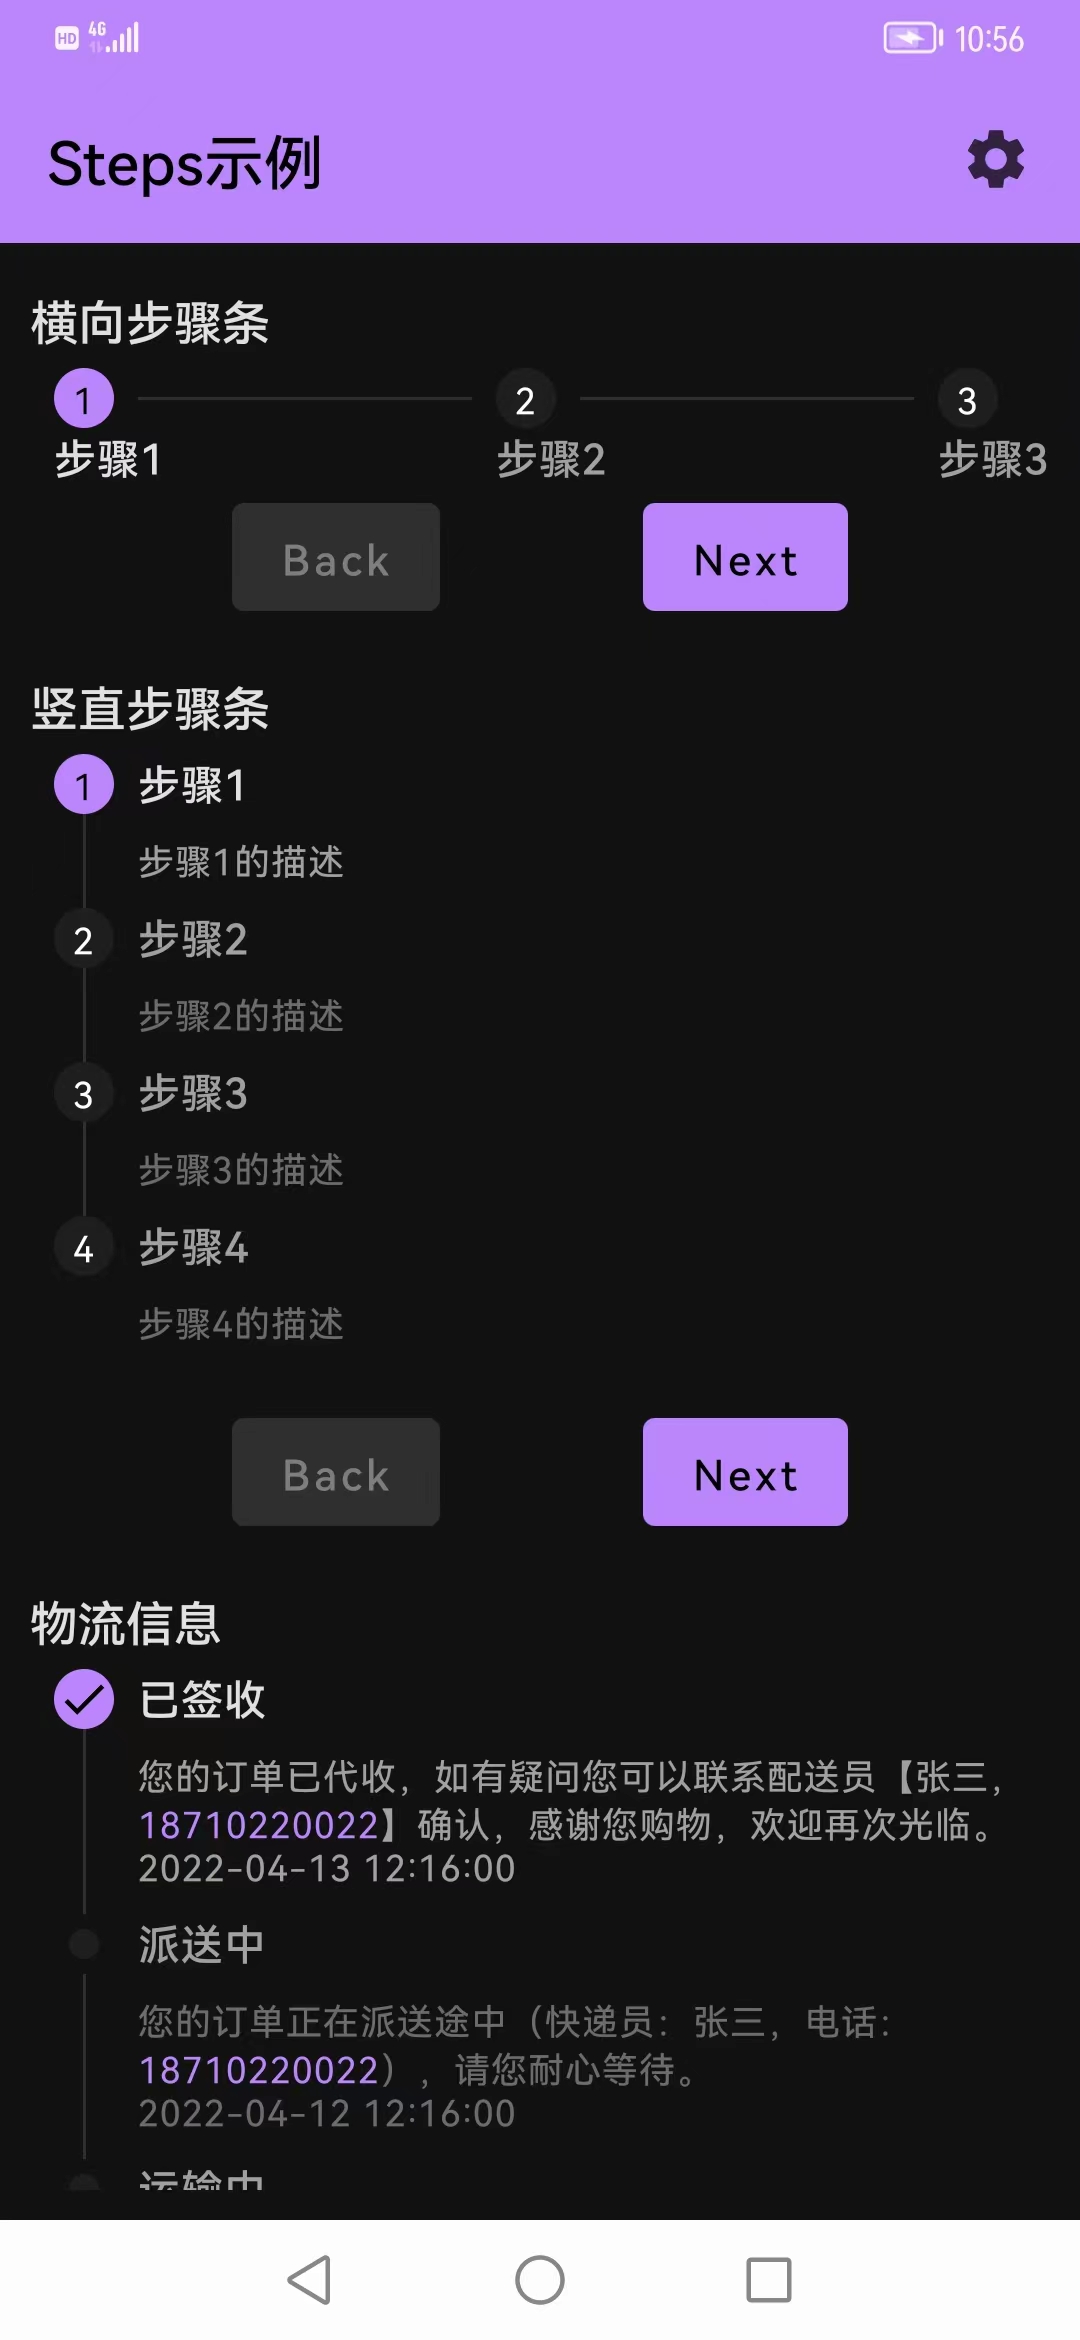 HD 4G 10:56
Steps示例
横向步骤条
1 2 3
步骤1 步骤2 步骤3
Back Next
竖直步骤条
1 步骤1
步骤1的描述
2 步骤2
步骤2的描述
3 步骤3
步骤3的描述
4 步骤4
步骤4的描述
Back Next
物流信息
已签收
您的订单已代收，如有疑问您可以联系配送员【张三，
18710220022】确认，感谢您购物，欢迎再次光临。
2022-04-13 12:16:00
派送中
您的订单正在派送途中（快递员：张三，电话：
18710220022），请您耐心等待。
2022-04-12 12:16:00
运输中